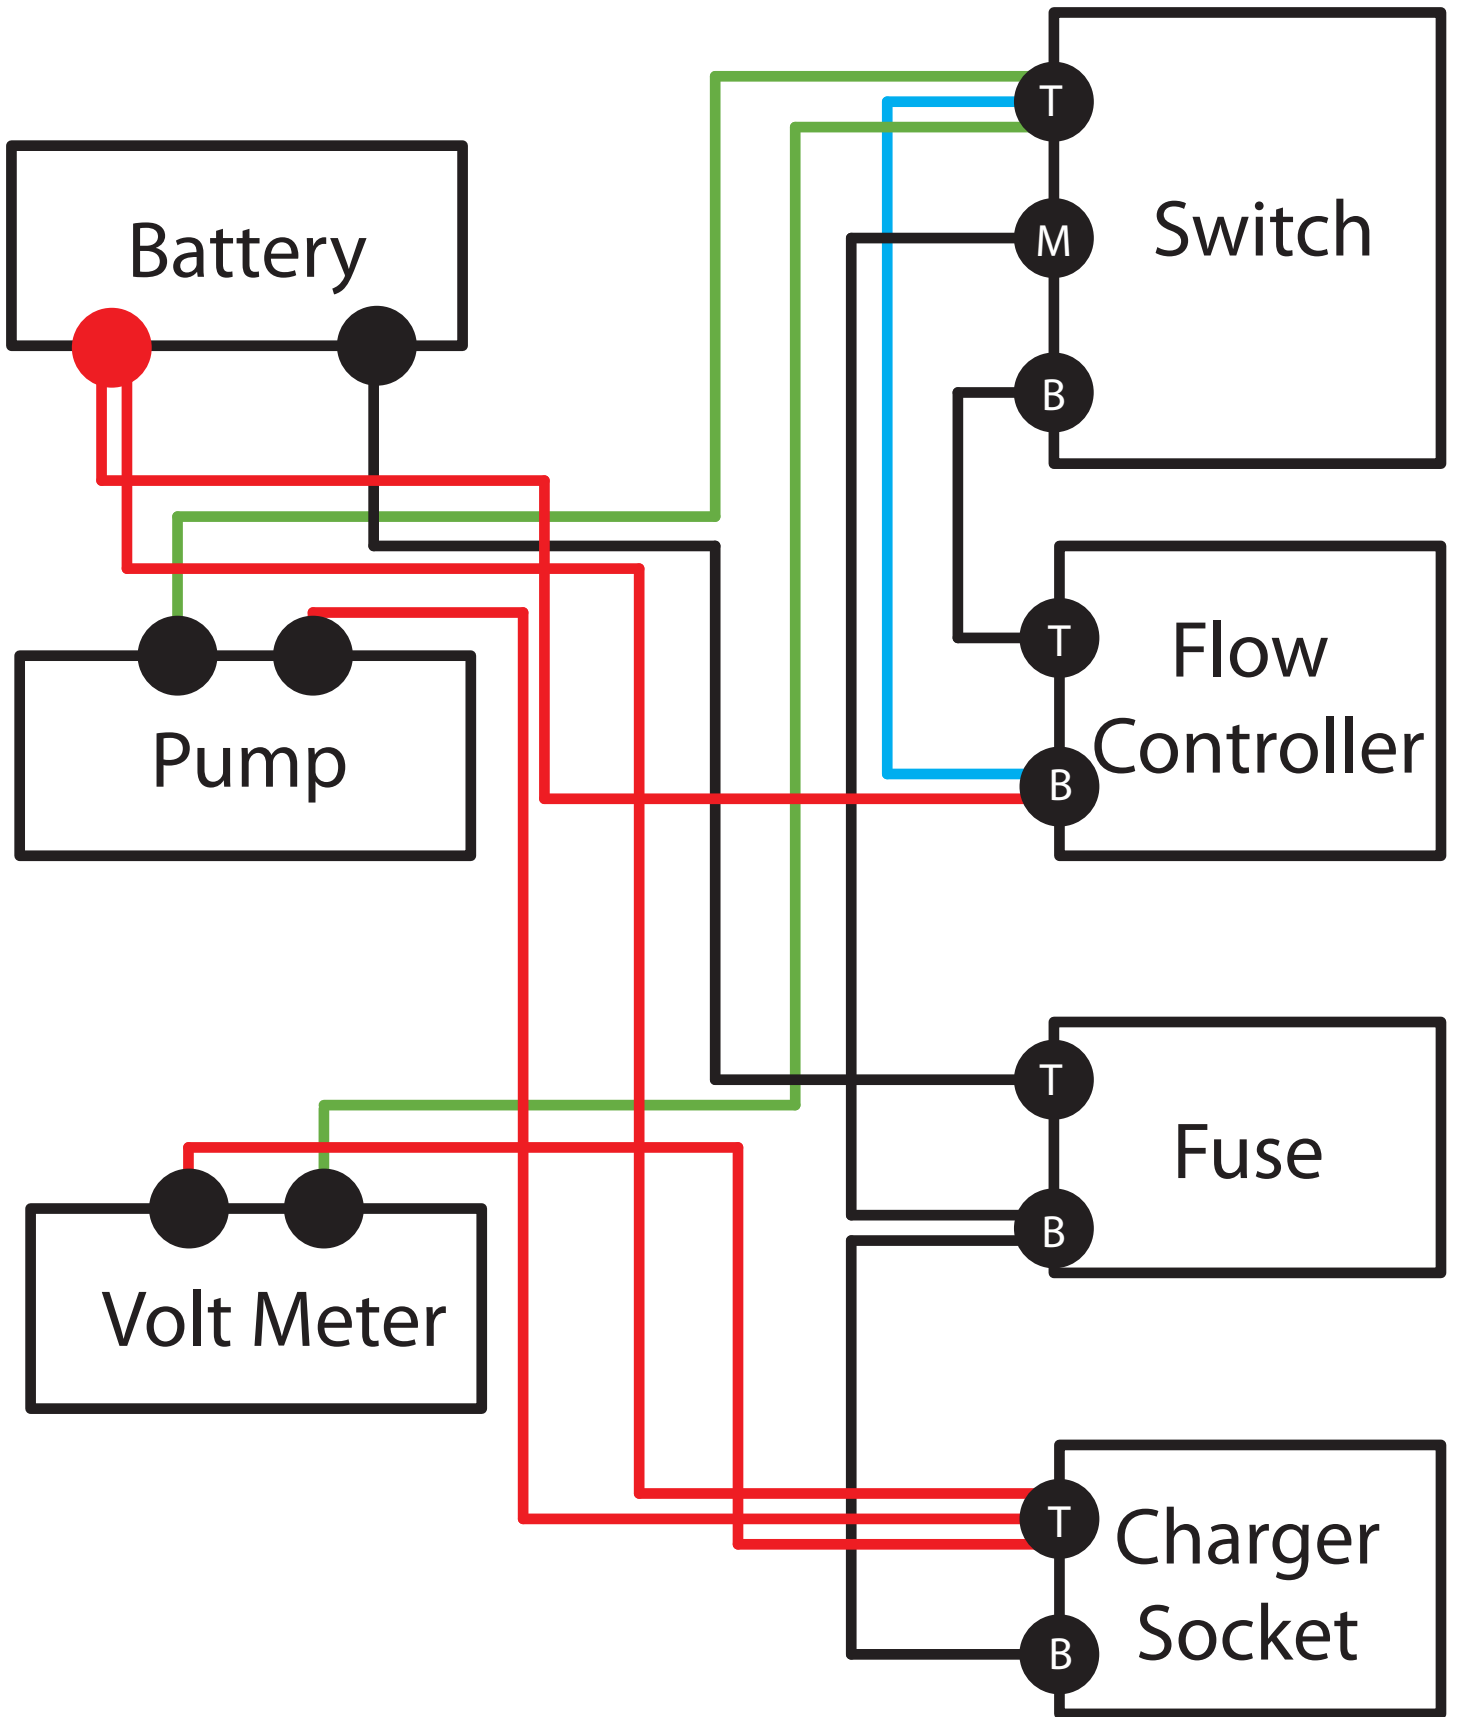 Battery
Pump
Volt Meter
T
M
B
Switch
T
B
Flow
Controller
T
B
Fuse
T
B
Charger
Socket